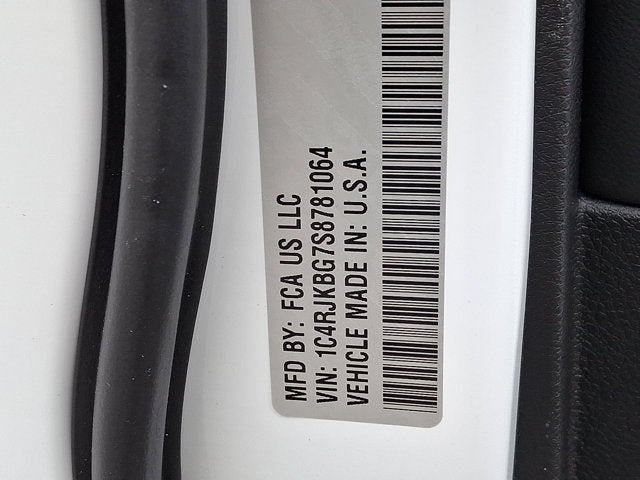 MFD BY: FCA US LLC
VIN: 1C4RJKBG7S8781064
VEHICLE MADE IN: U.S.A.